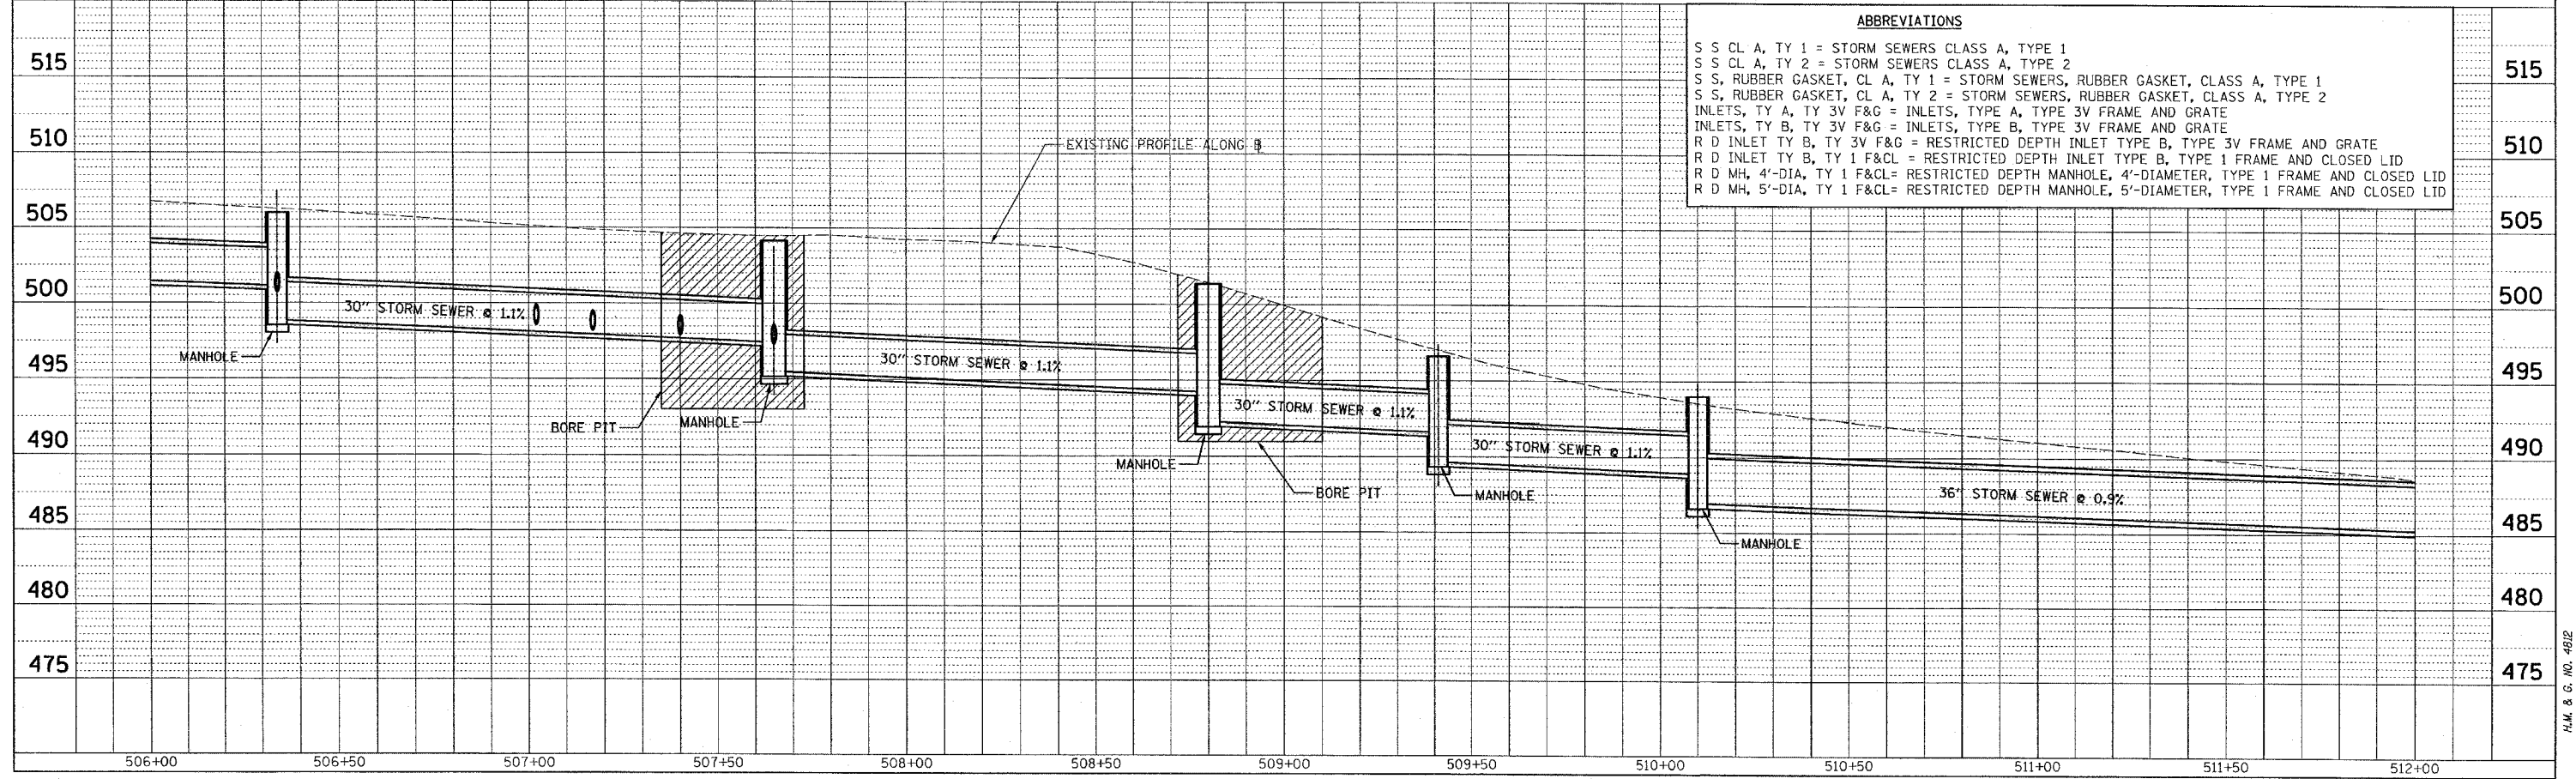 ABBREVIATIONS
S S CL A, TY 1 = STORM SEWERS CLASS A, TYPE 1
S S CL A, TY 2 = STORM SEWERS CLASS A, TYPE 2
S S, RUBBER GASKET, CL A, TY 1 = STORM SEWERS, RUBBER GASKET, CLASS A, TYPE 1
S S, RUBBER GASKET, CL A, TY 2 = STORM SEWERS, RUBBER GASKET, CLASS A, TYPE 2
INLETS, TY A, TY 3V F&G = INLETS, TYPE A, TYPE 3V FRAME AND GRATE
INLETS, TY B, TY 3V F&G = INLETS, TYPE B, TYPE 3V FRAME AND GRATE
R D INLET TY B, TY 3V F&G = RESTRICTED DEPTH INLET TYPE B, TYPE 3V FRAME AND GRATE
R D INLET TY B, TY 1 F&CL = RESTRICTED DEPTH INLET TYPE B, TYPE 1 FRAME AND CLOSED LID
R D MH, 4'-DIA, TY 1 F&CL= RESTRICTED DEPTH MANHOLE, 4'-DIAMETER, TYPE 1 FRAME AND CLOSED LID
R D MH, 5'-DIA, TY 1 F&CL= RESTRICTED DEPTH MANHOLE, 5'-DIAMETER, TYPE 1 FRAME AND CLOSED LID
515
510
505
500
495
490
485
480
475
EXISTING PROFILE ALONG ℄
30" STORM SEWER @ 1.1%
MANHOLE
BORE PIT
MANHOLE
30" STORM SEWER @ 1.1%
MANHOLE
30" STORM SEWER @ 1.1%
BORE PIT
MANHOLE
30" STORM SEWER @ 1.1%
MANHOLE
36" STORM SEWER @ 0.9%
515
510
505
500
495
490
485
480
475
506+00
506+50
507+00
507+50
508+00
508+50
509+00
509+50
510+00
510+50
511+00
511+50
512+00
H.M. & G. NO. 4812